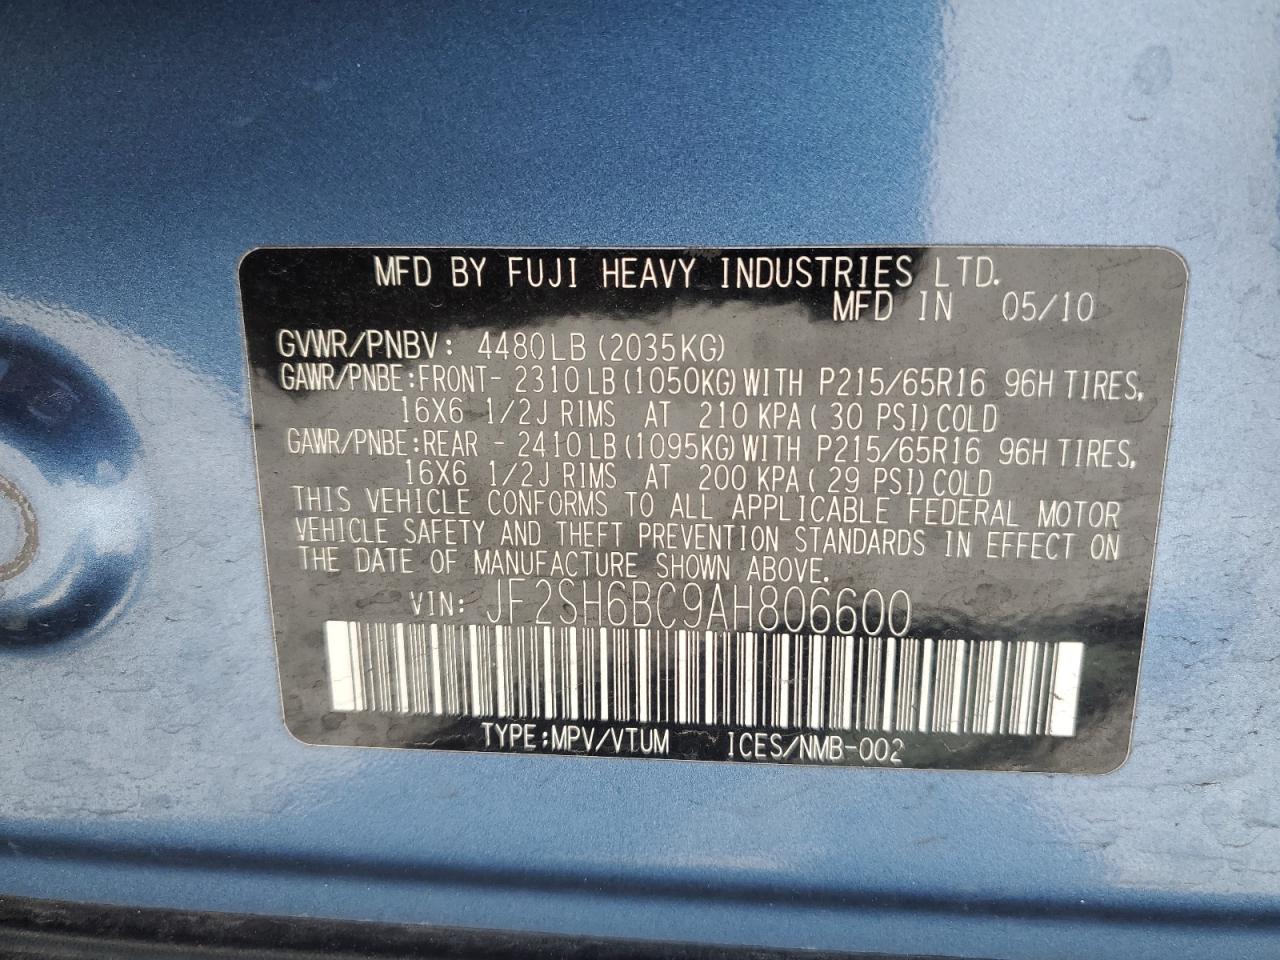 MFD BY FUJI HEAVY INDUSTRIES LTD.
MFD IN 05/10
GVWR/PNBV: 4480LB (2035KG)
GAWR/PNBE:FRONT- 2310LB(1050KG)WITH P215/65R16 96H TIRES,
16X6 1/2J RIMS AT 210 KPA( 30 PSI)COLD
GAWR/PNBE:REAR - 2410LB(1095KG)WITH P215/65R16 96H TIRES,
16X6 1/2J RIMS AT 200 KPA( 29 PSI)COLD
THIS VEHICLE CONFORMS TO ALL APPLICABLE FEDERAL MOTOR
VEHICLE SAFETY AND THEFT PREVENTION STANDARDS IN EFFECT ON
THE DATE OF MANUFACTURE SHOWN ABOVE.
VIN: JF2SH6BC9AH806600
TYPE:MPV/VTUM ICES/NMB-002